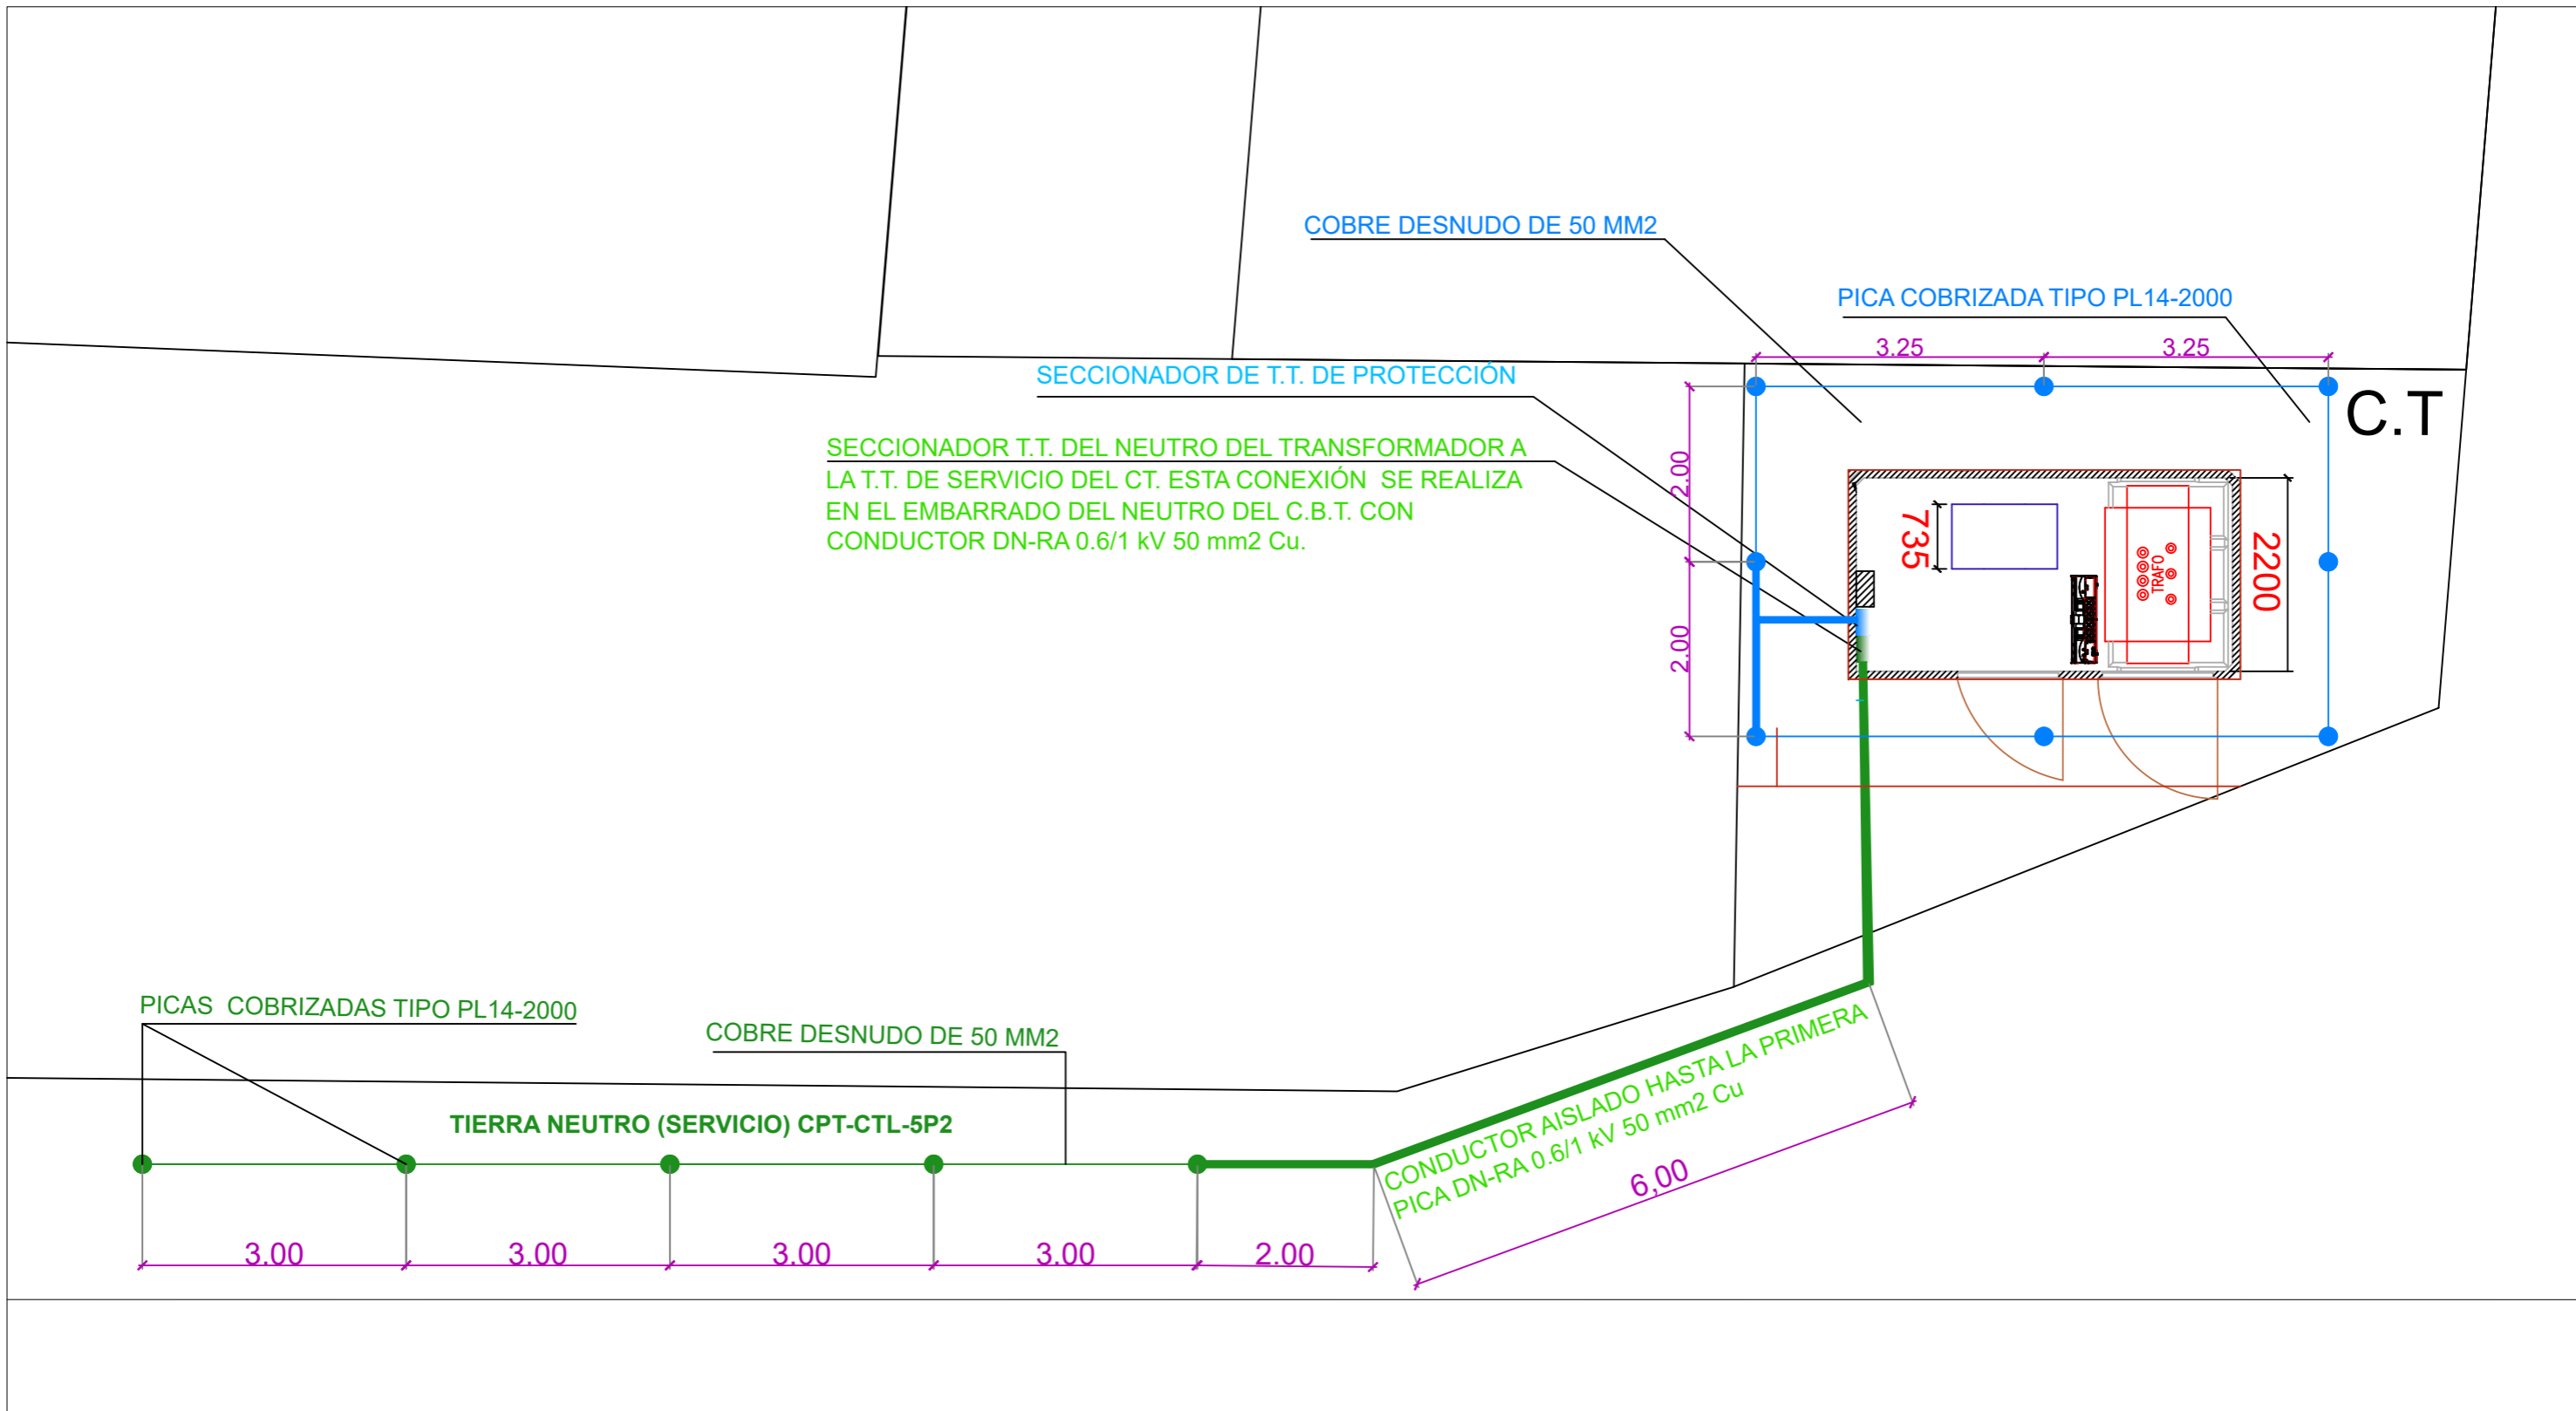 COBRE DESNUDO DE 50 MM2
PICA COBRIZADA TIPO PL14-2000
3.25
3.25
SECCIONADOR DE T.T. DE PROTECCIÓN
C.T
SECCIONADOR T.T. DEL NEUTRO DEL TRANSFORMADOR A
LA T.T. DE SERVICIO DEL CT. ESTA CONEXIÓN SE REALIZA
EN EL EMBARRADO DEL NEUTRO DEL C.B.T. CON
CONDUCTOR DN-RA 0.6/1 kV 50 mm2 Cu.
2.00
2.00
735
TRAFO
2200
PICAS COBRIZADAS TIPO PL14-2000
COBRE DESNUDO DE 50 MM2
TIERRA NEUTRO (SERVICIO) CPT-CTL-5P2
CONDUCTOR AISLADO HASTA LA PRIMERA
PICA DN-RA 0.6/1 kV 50 mm2 Cu
6,00
3.00
3.00
3.00
3.00
2.00